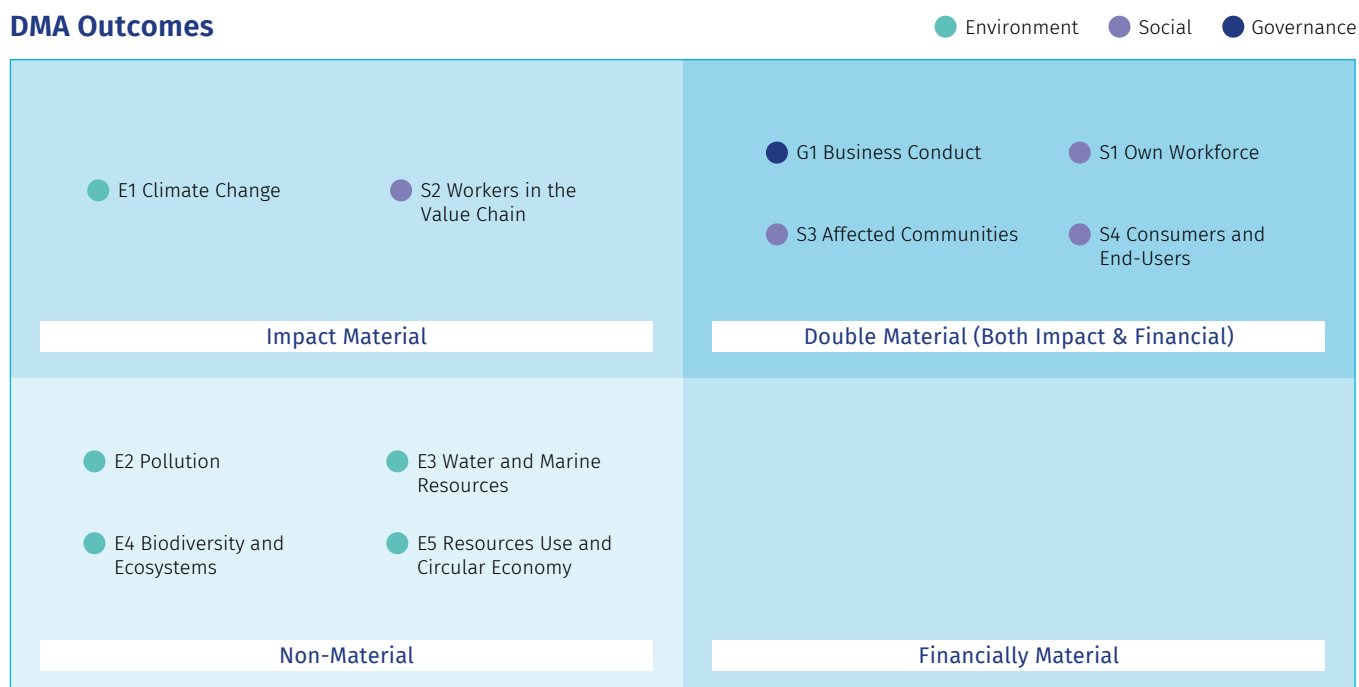 DMA Outcomes
Environment
Social
Governance
E1 Climate Change
S2 Workers in the
Value Chain
Impact Material
G1 Business Conduct
S1 Own Workforce
S3 Affected Communities
S4 Consumers and
End-Users
Double Material (Both Impact & Financial)
E2 Pollution
E3 Water and Marine
Resources
E4 Biodiversity and
Ecosystems
E5 Resources Use and
Circular Economy
Non-Material
Financially Material